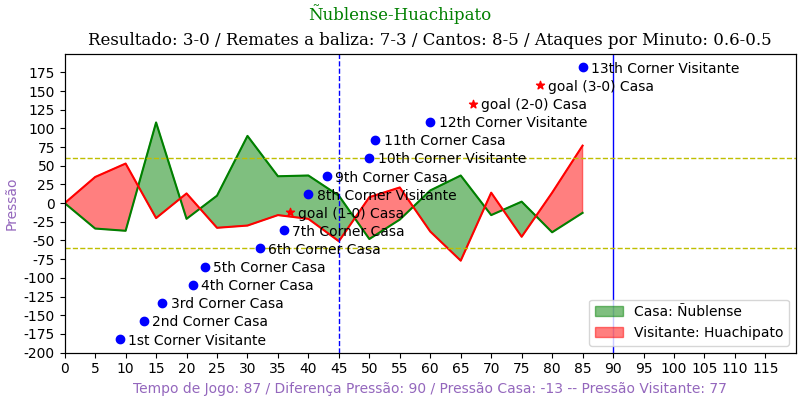 Ñublense-Huachipato
Resultado: 3-0 / Remates a baliza: 7-3 / Cantos: 8-5 / Ataques por Minuto: 0.6-0.5
Pressão
175
150
125
100
75
50
25
0
-25
-50
-75
-100
-125
-150
-175
-200
13th Corner Visitante
goal (3-0) Casa
goal (2-0) Casa
12th Corner Visitante
11th Corner Casa
10th Corner Visitante
9th Corner Casa
8th Corner Visitante
goal (1-0) Casa
7th Corner Casa
6th Corner Casa
5th Corner Casa
4th Corner Casa
3rd Corner Casa
2nd Corner Casa
1st Corner Visitante
Casa: Ñublense
Visitante: Huachipato
0 5 10 15 20 25 30 35 40 45 50 55 60 65 70 75 80 85 90 95 100 105 110 115
Tempo de Jogo: 87 / Diferença Pressão: 90 / Pressão Casa: -13 -- Pressão Visitante: 77